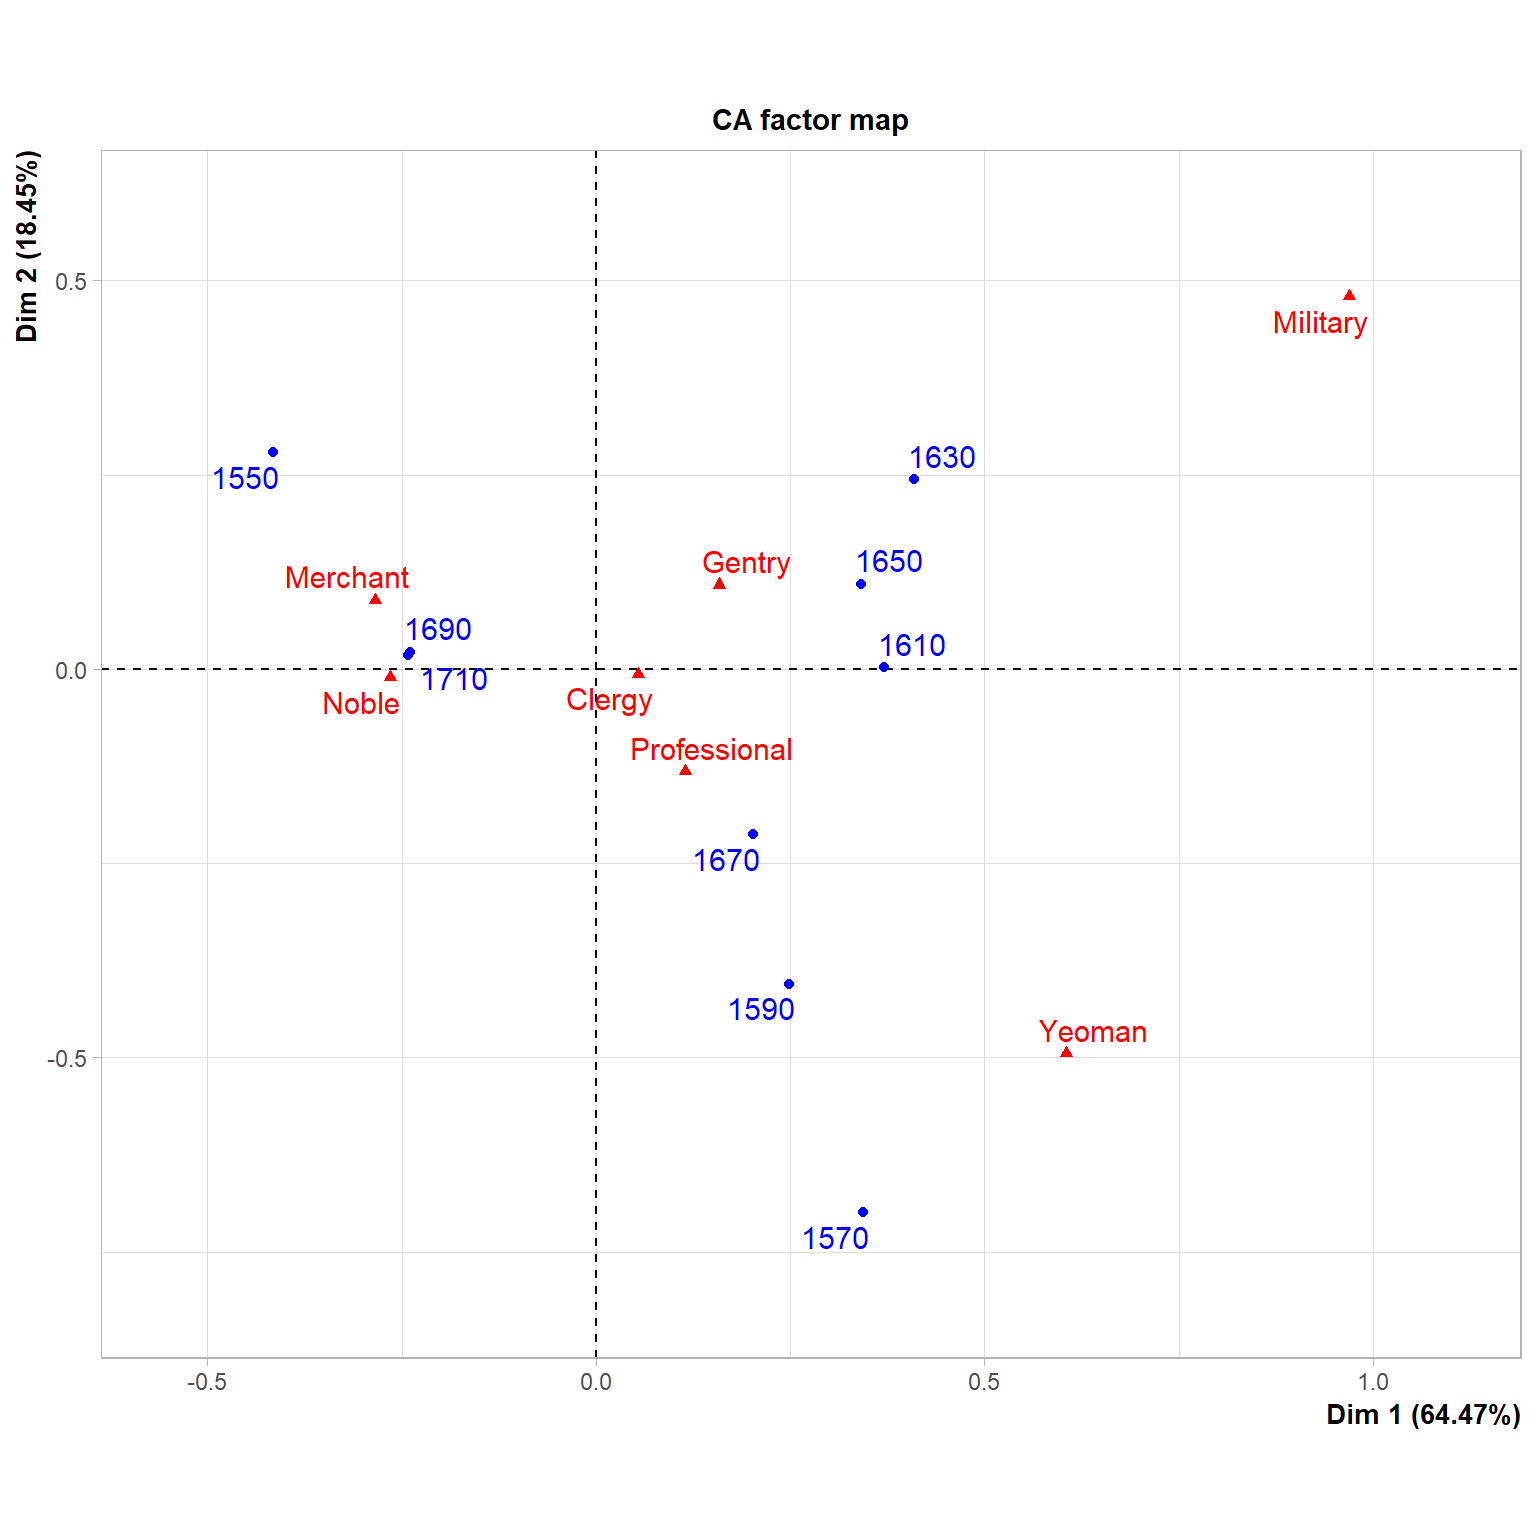 CA factor map
Dim 2 (18.45%)
0.5
0.0
-0.5
Military
1630
1550
1650
Gentry
Merchant
1690
1610
1710
Noble
Clergy
Professional
1670
1590
Yeoman
1570
-0.5
0.0
0.5
1.0
Dim 1 (64.47%)